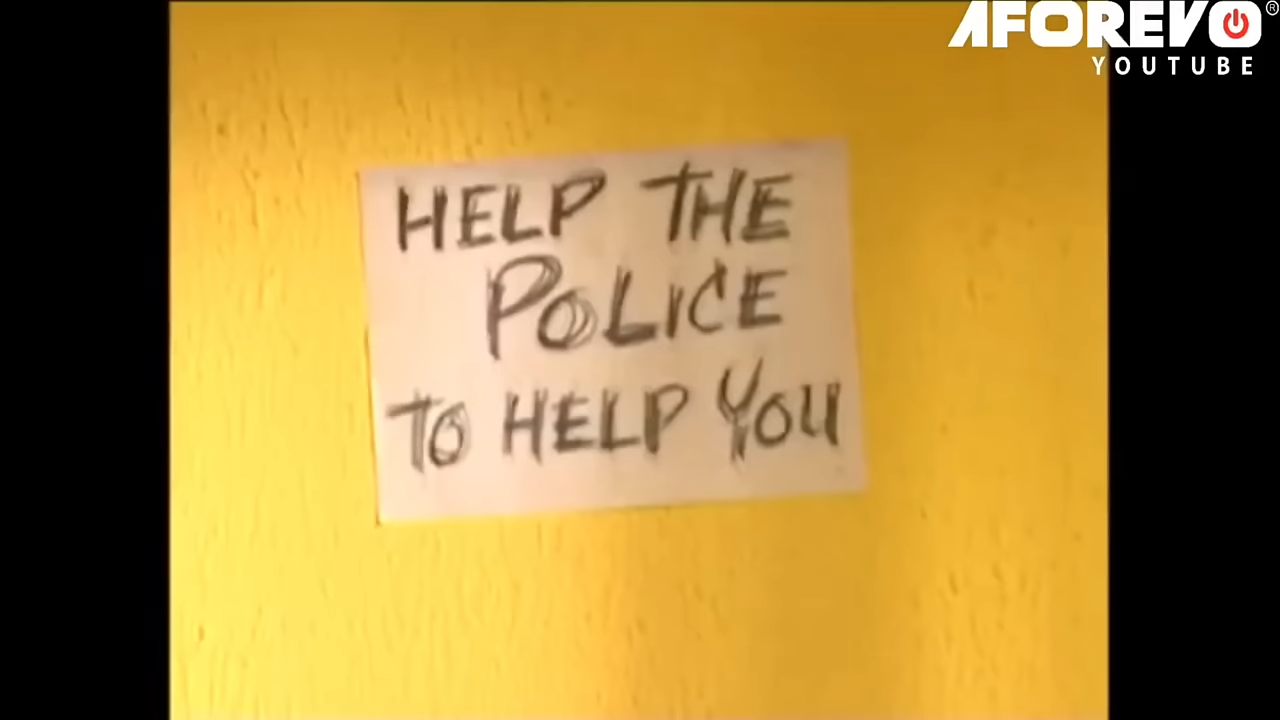 AFOREVO®
YOUTUBE
HELP THE
POLICE
TO HELP YOU